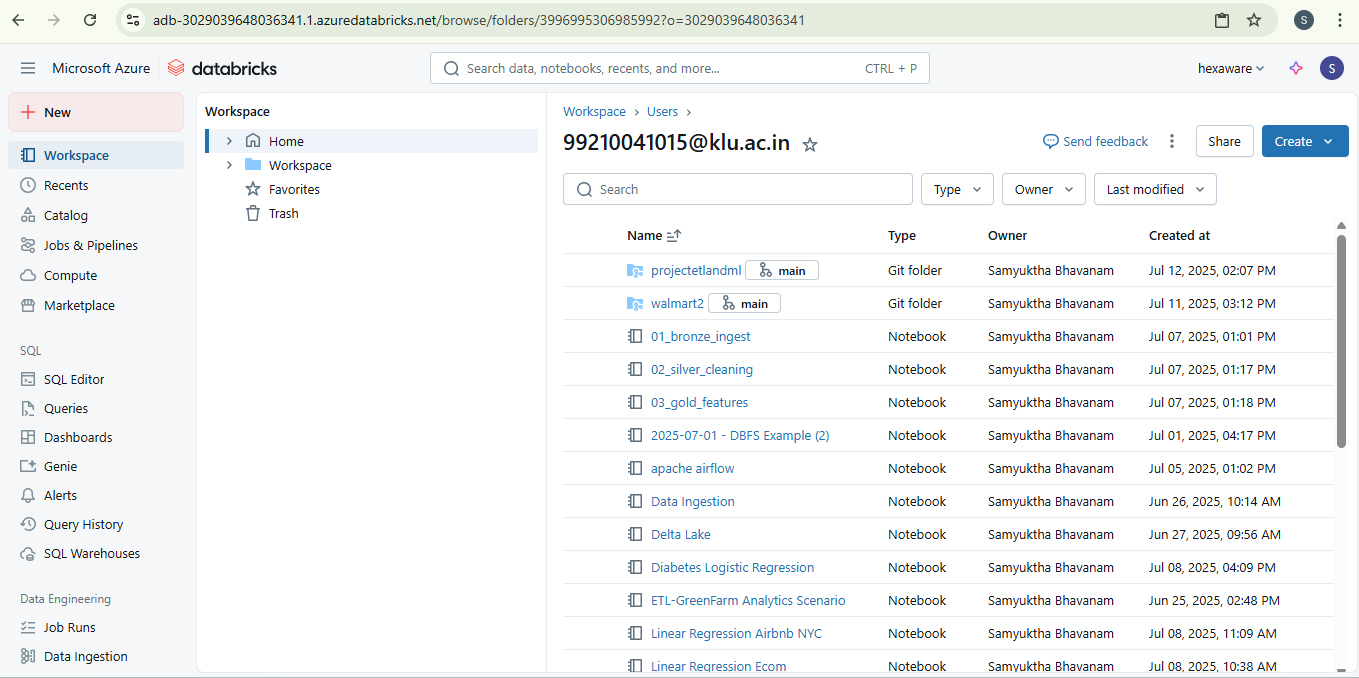 adb-3029039648036341.1.azuredatabricks.net/browse/folders/3996995306985992?o=3029039648036341
S
Microsoft Azure
databricks
Search data, notebooks, recents, and more...
CTRL + P
hexaware
S
New
Workspace
Recents
Catalog
Jobs & Pipelines
Compute
Marketplace
SQL
SQL Editor
Queries
Dashboards
Genie
Alerts
Query History
SQL Warehouses
Data Engineering
Job Runs
Data Ingestion
Workspace
Home
Workspace
Favorites
Trash
Workspace › Users ›
99210041015@klu.ac.in
Send feedback
Share
Create
Search
Type
Owner
Last modified
Name Type Owner Created at
projectetlandml main Git folder Samyuktha Bhavanam Jul 12, 2025, 02:07 PM
walmart2 main Git folder Samyuktha Bhavanam Jul 11, 2025, 03:12 PM
01_bronze_ingest Notebook Samyuktha Bhavanam Jul 07, 2025, 01:01 PM
02_silver_cleaning Notebook Samyuktha Bhavanam Jul 07, 2025, 01:17 PM
03_gold_features Notebook Samyuktha Bhavanam Jul 07, 2025, 01:18 PM
2025-07-01 - DBFS Example (2) Notebook Samyuktha Bhavanam Jul 01, 2025, 04:17 PM
apache airflow Notebook Samyuktha Bhavanam Jul 05, 2025, 01:02 PM
Data Ingestion Notebook Samyuktha Bhavanam Jun 26, 2025, 10:14 AM
Delta Lake Notebook Samyuktha Bhavanam Jun 27, 2025, 09:56 AM
Diabetes Logistic Regression Notebook Samyuktha Bhavanam Jul 08, 2025, 04:09 PM
ETL-GreenFarm Analytics Scenario Notebook Samyuktha Bhavanam Jun 25, 2025, 02:48 PM
Linear Regression Airbnb NYC Notebook Samyuktha Bhavanam Jul 08, 2025, 11:09 AM
Linear Regression Ecom Notebook Samyuktha Bhavanam Jul 08, 2025, 10:38 AM